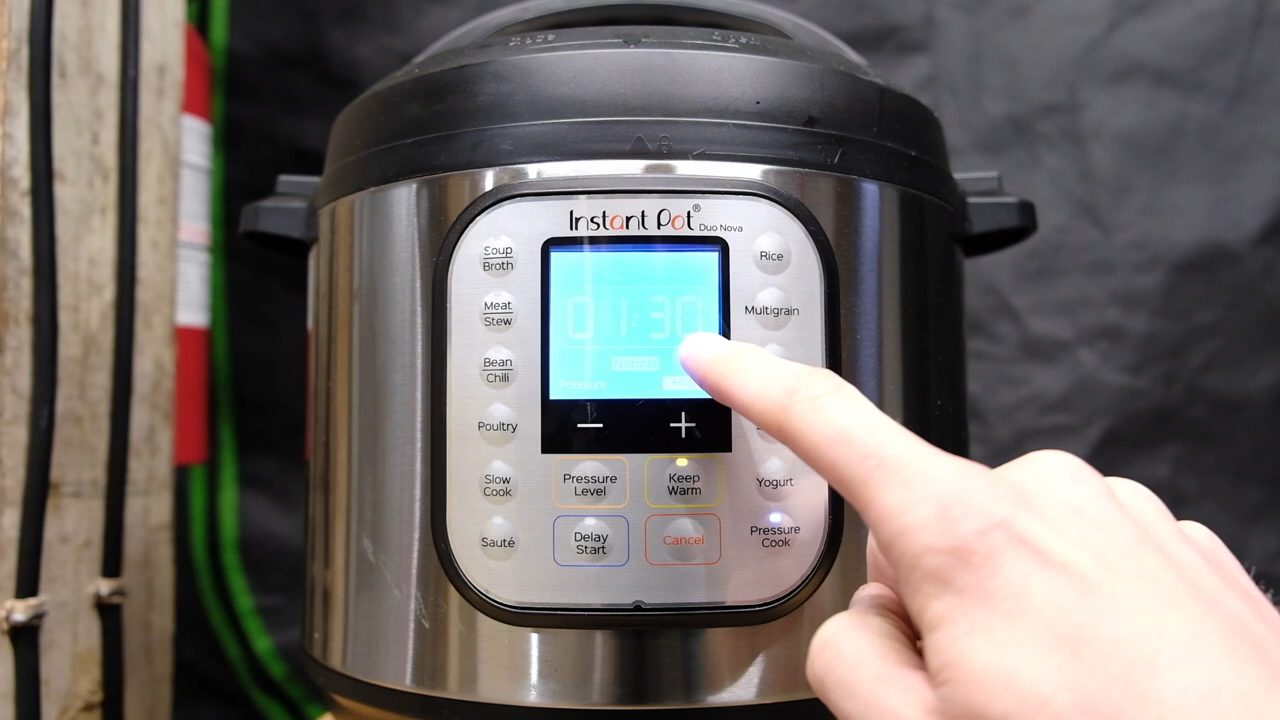 Instant Pot®
Duo Nova
Soup
Broth
Meat
Stew
Bean
Chili
Poultry
Slow
Cook
Sauté
01:30
Normal
Pressure
− +
Pressure
Level
Keep
Warm
Delay
Start
Cancel
Rice
Multigrain
Yogurt
Pressure
Cook